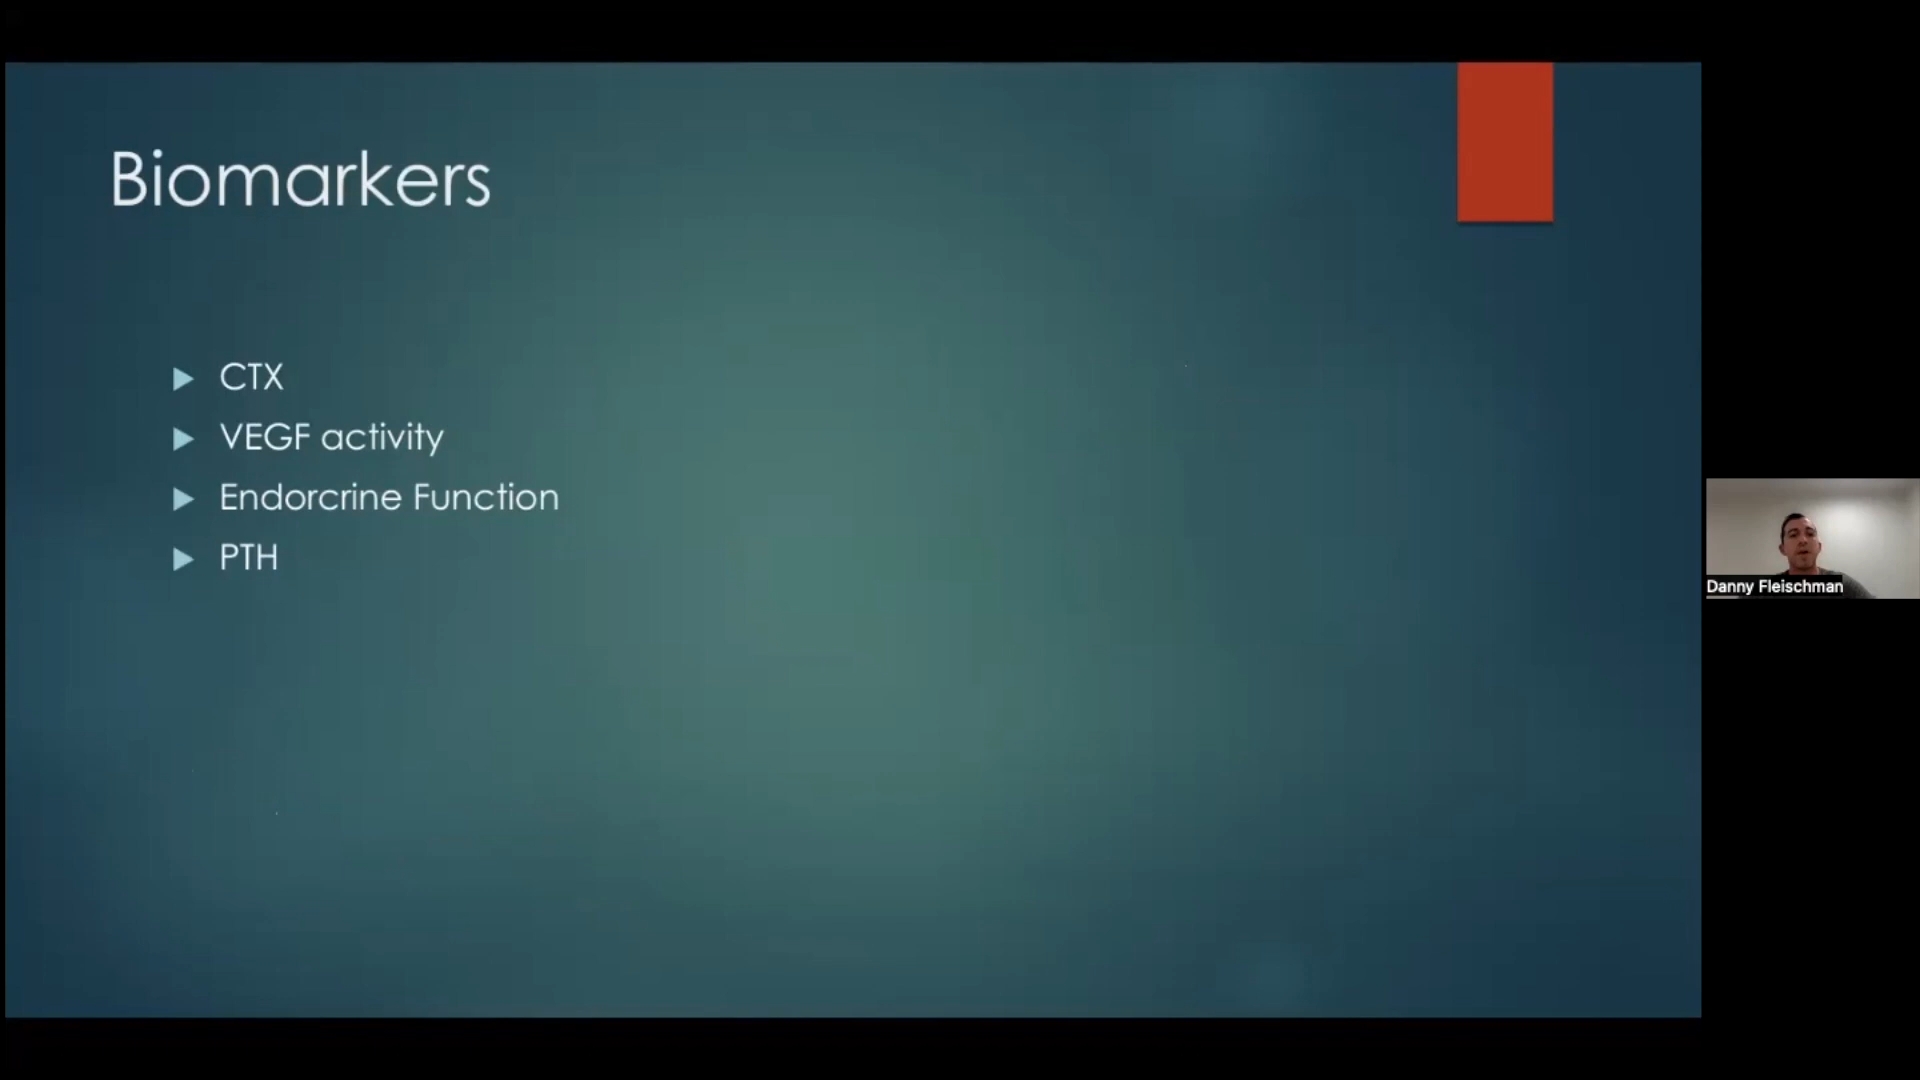 Biomarkers
CTX
VEGF activity
Endorcrine Function
PTH
Danny Fleischman